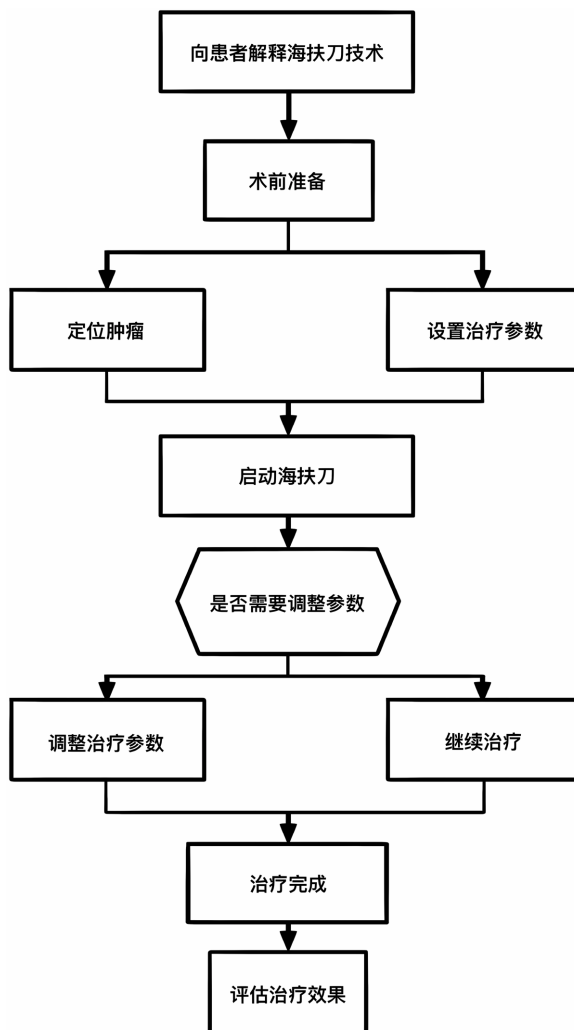 向患者解释海扶刀技术
术前准备
定位肿瘤
设置治疗参数
启动海扶刀
是否需要调整参数
调整治疗参数
继续治疗
治疗完成
评估治疗效果